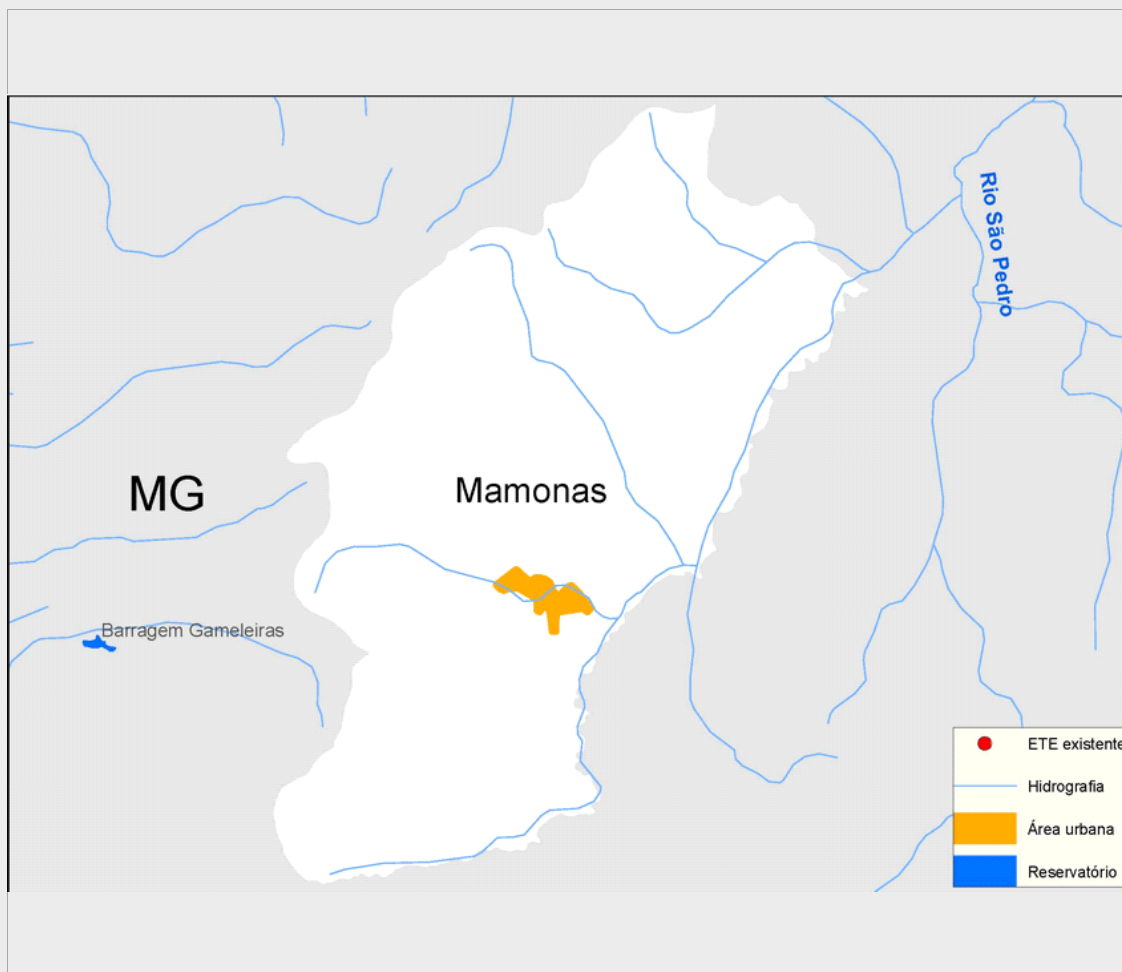 Rio São Pedro
MG
Mamonas
Barragem Gameleiras
ETE existente
Hidrografia
Área urbana
Reservatório